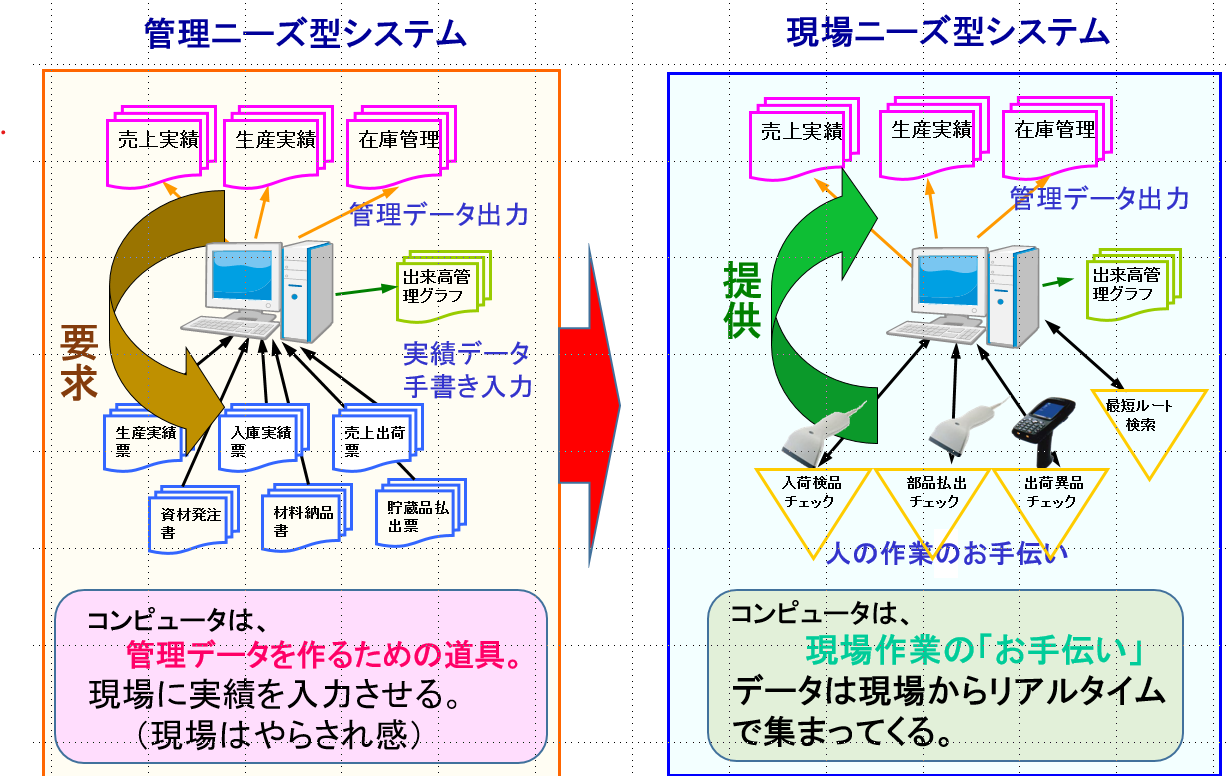 管理ニーズ型システム
売上実績
生産実績
在庫管理
管理データ出力
出来高管
理グラフ
要
求
実績データ
手書き入力
生産実績
票
入庫実績
票
売上出荷
票
資材発注
書
材料納品
書
貯蔵品払
出票
コンピュータは、
管理データを作るための道具。
現場に実績を入力させる。
（現場はやらされ感）
現場ニーズ型システム
売上実績
生産実績
在庫管理
管理データ出力
提
供
出来高管
理グラフ
最短ルート
検索
入荷検品
チェック
部品払出
チェック
出荷異品
チェック
人の作業のお手伝い
コンピュータは、
現場作業の「お手伝い」
データは現場からリアルタイム
で集まってくる。